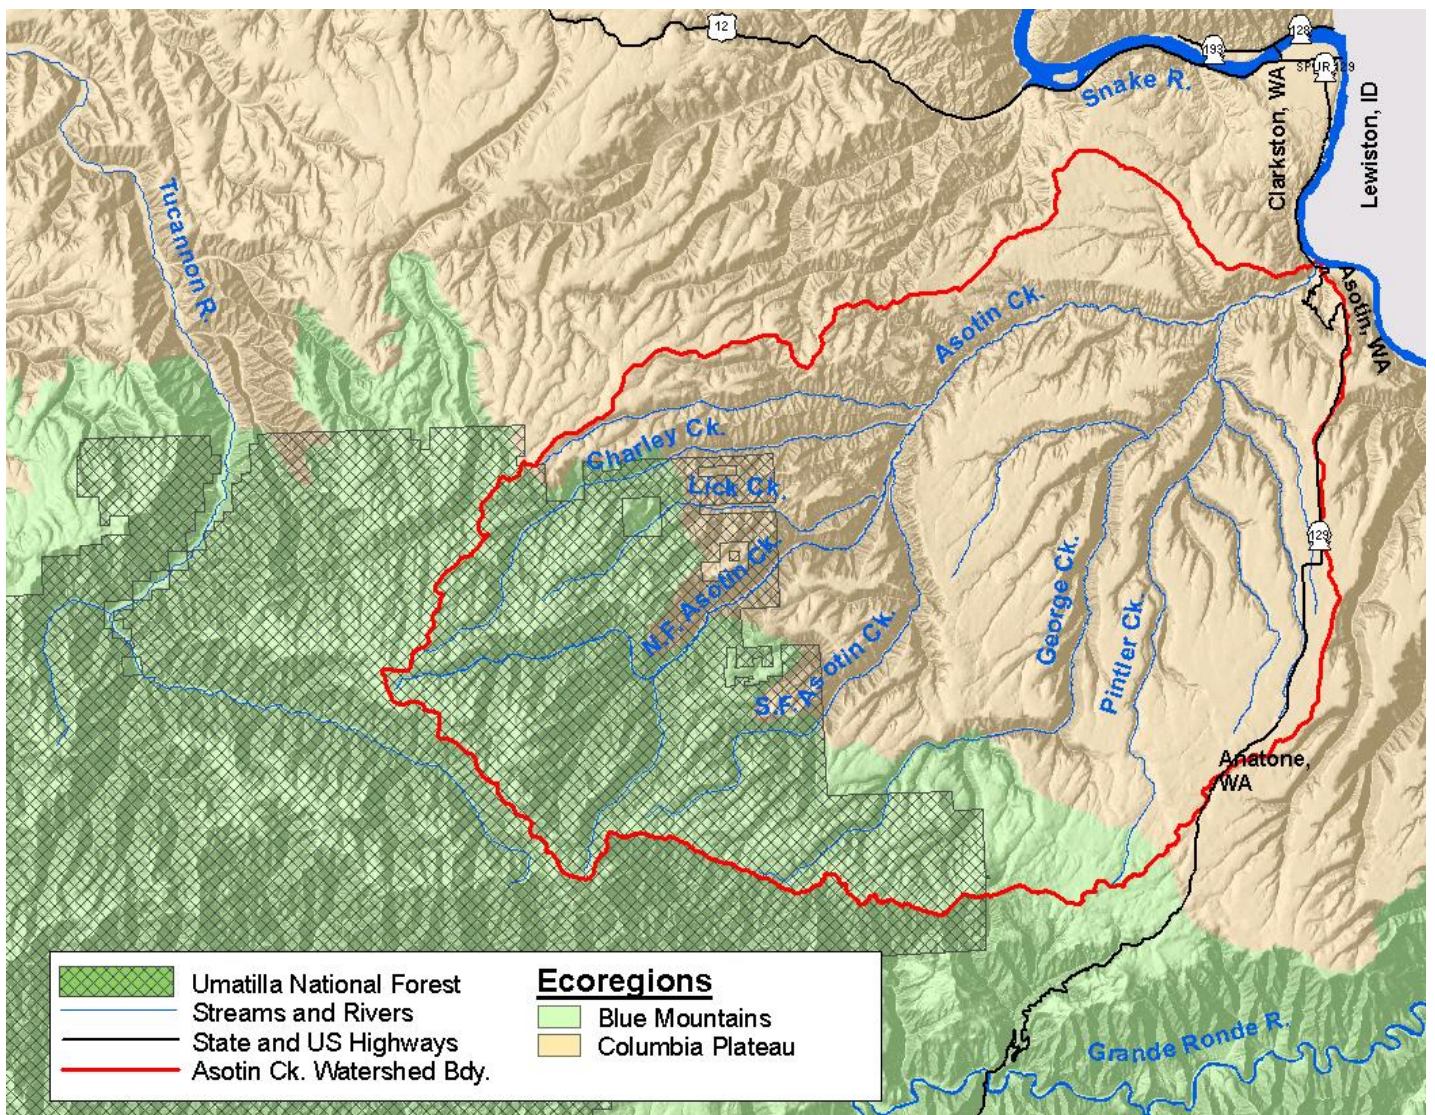 12
193
128
SPUR 129
Snake R.
Clarkston, WA
Lewiston, ID
Tucannon R.
Asotin, WA
Asotin Ck.
Gharley Ck.
Lick Ck.
N.F. Asotin Ck.
S.F. Asotin Ck.
George Ck.
Pintler Ck.
129
Anatone,
WA
Grande Ronde R.
Umatilla National Forest
Streams and Rivers
State and US Highways
Asotin Ck. Watershed Bdy.
Ecoregions
Blue Mountains
Columbia Plateau